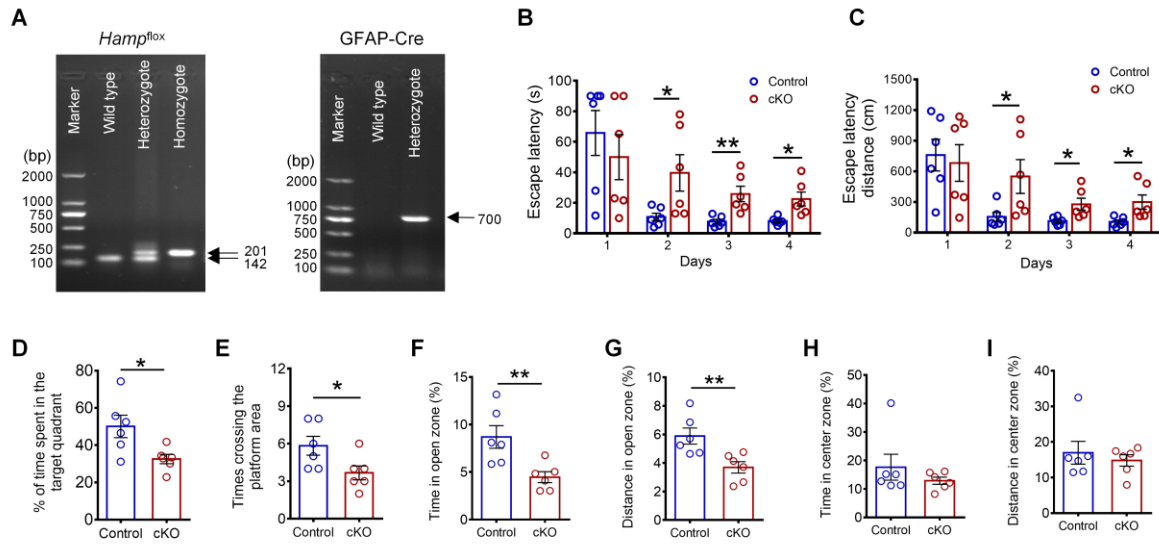 A
Hamp^flox
Marker
Wild type
Heterozygote
Homozygote
(bp)
2000
1000
750
500
250
100
201
142
GFAP-Cre
Marker
Wild type
Heterozygote
(bp)
2000
1000
750
500
250
100
700
B
Escape latency (s)
100
80
60
40
20
0
Control
cKO
*
**
*
1 2 3 4
Days
C
Escape latency
distance (cm)
1500
1200
900
600
300
0
Control
cKO
*
*
*
1 2 3 4
Days
D
% of time spent in the
target quadrant
80
60
40
20
0
*
Control cKO
E
Times crossing the
platform area
12
9
6
3
0
*
Control cKO
F
Time in open zone (%)
15
10
5
0
**
Control cKO
G
Distance in open zone (%)
8
6
4
2
0
**
Control cKO
H
Time in center zone (%)
50
40
30
20
10
0
Control cKO
I
Distance in center zone (%)
40
30
20
10
0
Control cKO